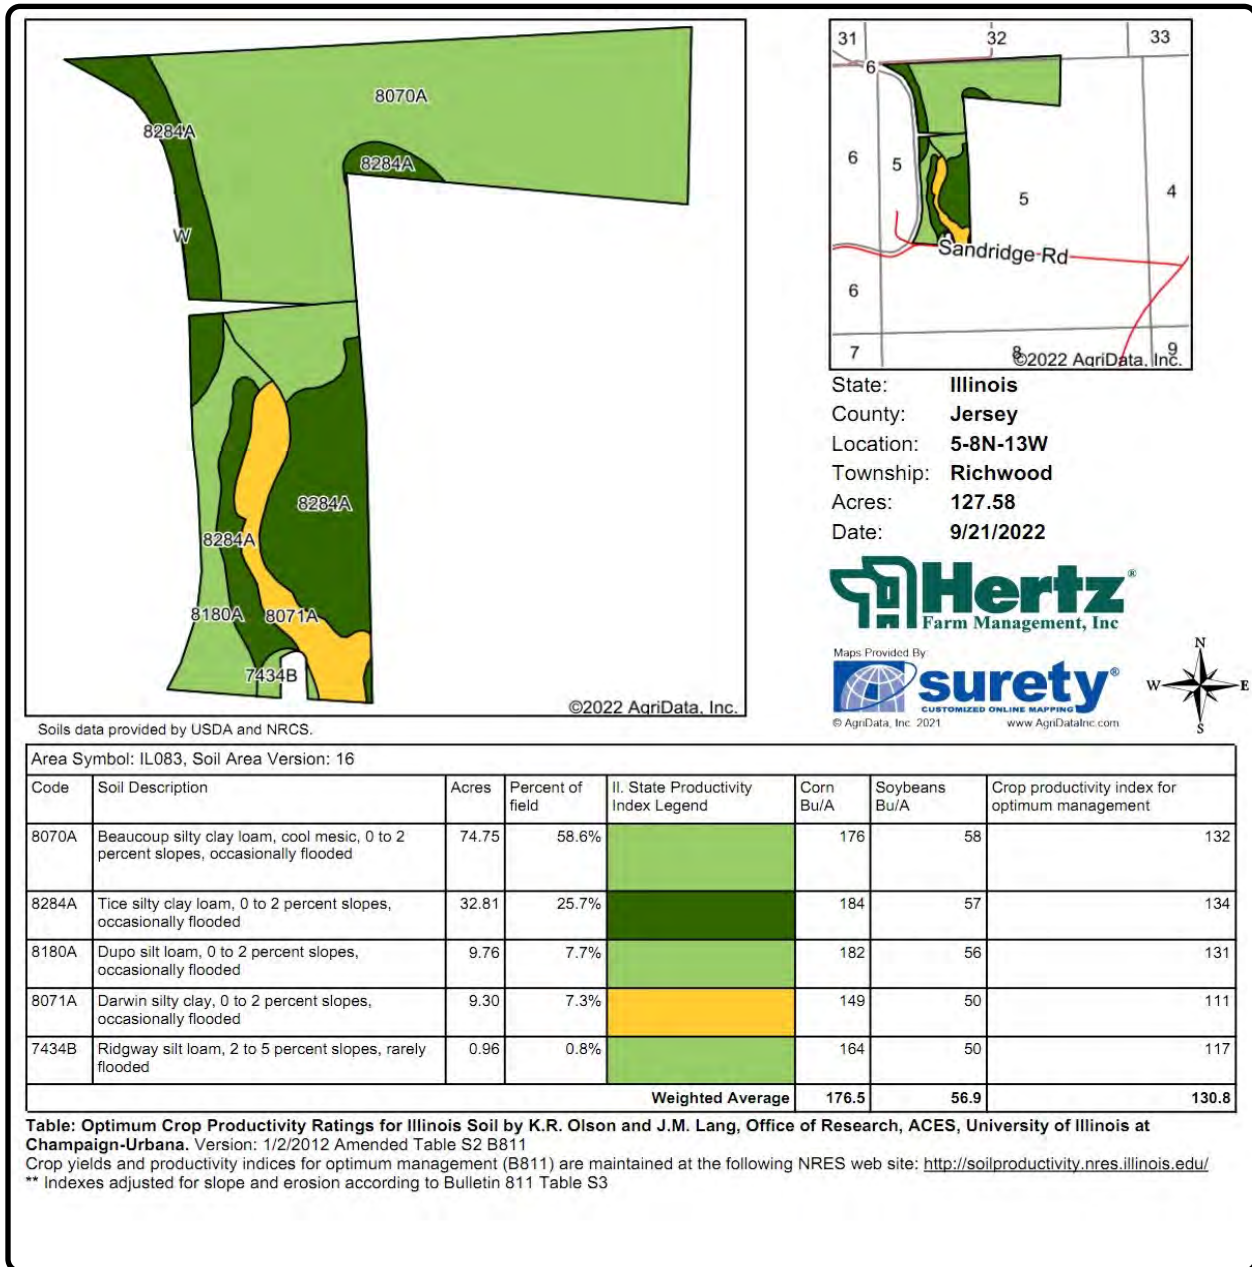 8070A
8284A
8284A
W
8284A
8284A
8180A
8071A
7434B
©2022 AgriData, Inc.
31
32
33
6
6
5
5
4
Sandridge Rd
6
7
8
9
©2022 AgriData, Inc.
State: Illinois
County: Jersey
Location: 5-8N-13W
Township: Richwood
Acres: 127.58
Date: 9/21/2022
Hertz®
Farm Management, Inc
Maps Provided By
surety®
CUSTOMIZED ONLINE MAPPING
© AgriData, Inc. 2021 www.AgriDataInc.com
N
W E
S
Soils data provided by USDA and NRCS.
Area Symbol: IL083, Soil Area Version: 16
Code Soil Description Acres Percent of II. State Productivity Corn Soybeans Crop productivity index for
field Index Legend Bu/A Bu/A optimum management
8070A Beaucoup silty clay loam, cool mesic, 0 to 2 74.75 58.6% 176 58 132
percent slopes, occasionally flooded
8284A Tice silty clay loam, 0 to 2 percent slopes, 32.81 25.7% 184 57 134
occasionally flooded
8180A Dupo silt loam, 0 to 2 percent slopes, 9.76 7.7% 182 56 131
occasionally flooded
8071A Darwin silty clay, 0 to 2 percent slopes, 9.30 7.3% 149 50 111
occasionally flooded
7434B Ridgway silt loam, 2 to 5 percent slopes, rarely 0.96 0.8% 164 50 117
flooded
Weighted Average 176.5 56.9 130.8
Table: Optimum Crop Productivity Ratings for Illinois Soil by K.R. Olson and J.M. Lang, Office of Research, ACES, University of Illinois at
Champaign-Urbana. Version: 1/2/2012 Amended Table S2 B811
Crop yields and productivity indices for optimum management (B811) are maintained at the following NRES web site: http://soilproductivity.nres.illinois.edu/
** Indexes adjusted for slope and erosion according to Bulletin 811 Table S3